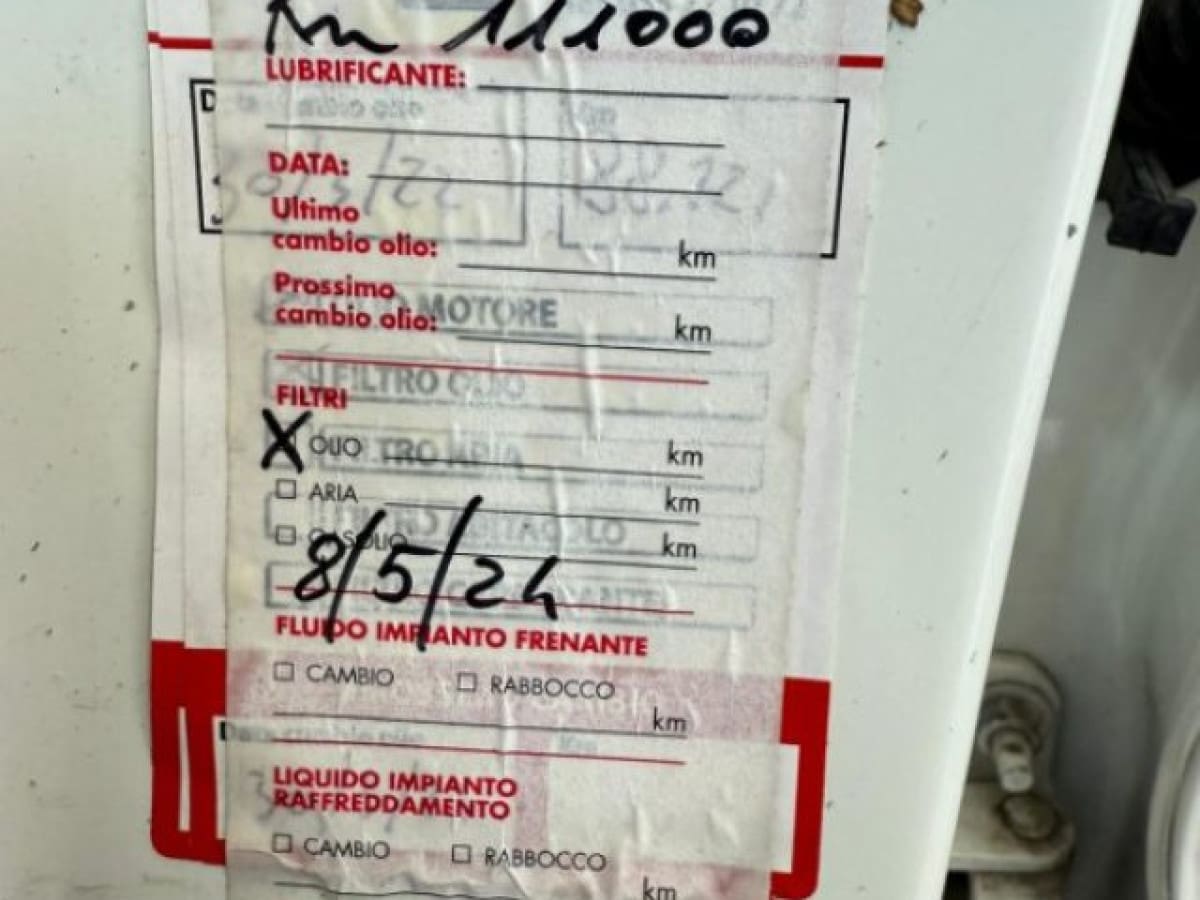 Km 111000
LUBRIFICANTE:
DATA:
Ultimo
cambio olio: km
Prossimo
cambio olio: km
MOTORE
FILTRO OLIO
FILTRI
X OLIO km
ARIA km
GASOLIO km
8/5/24
FLUIDO IMPIANTO FRENANTE
CAMBIO RABBOCCO
km
LIQUIDO IMPIANTO
RAFFREDDAMENTO
CAMBIO RABBOCCO
km